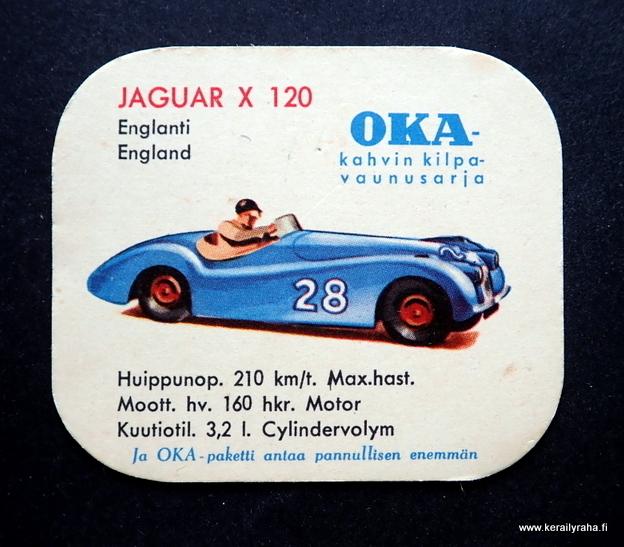 JAGUAR X 120
Englanti
England
OKA-
kahvin kilpa-
vaunusarja
28
Huippunop. 210 km/t. Max.hast.
Moott. hv. 160 hkr. Motor
Kuutiotil. 3,2 l. Cylindervolym
Ja OKA-paketti antaa pannullisen enemmän
www.kerailyraha.fi